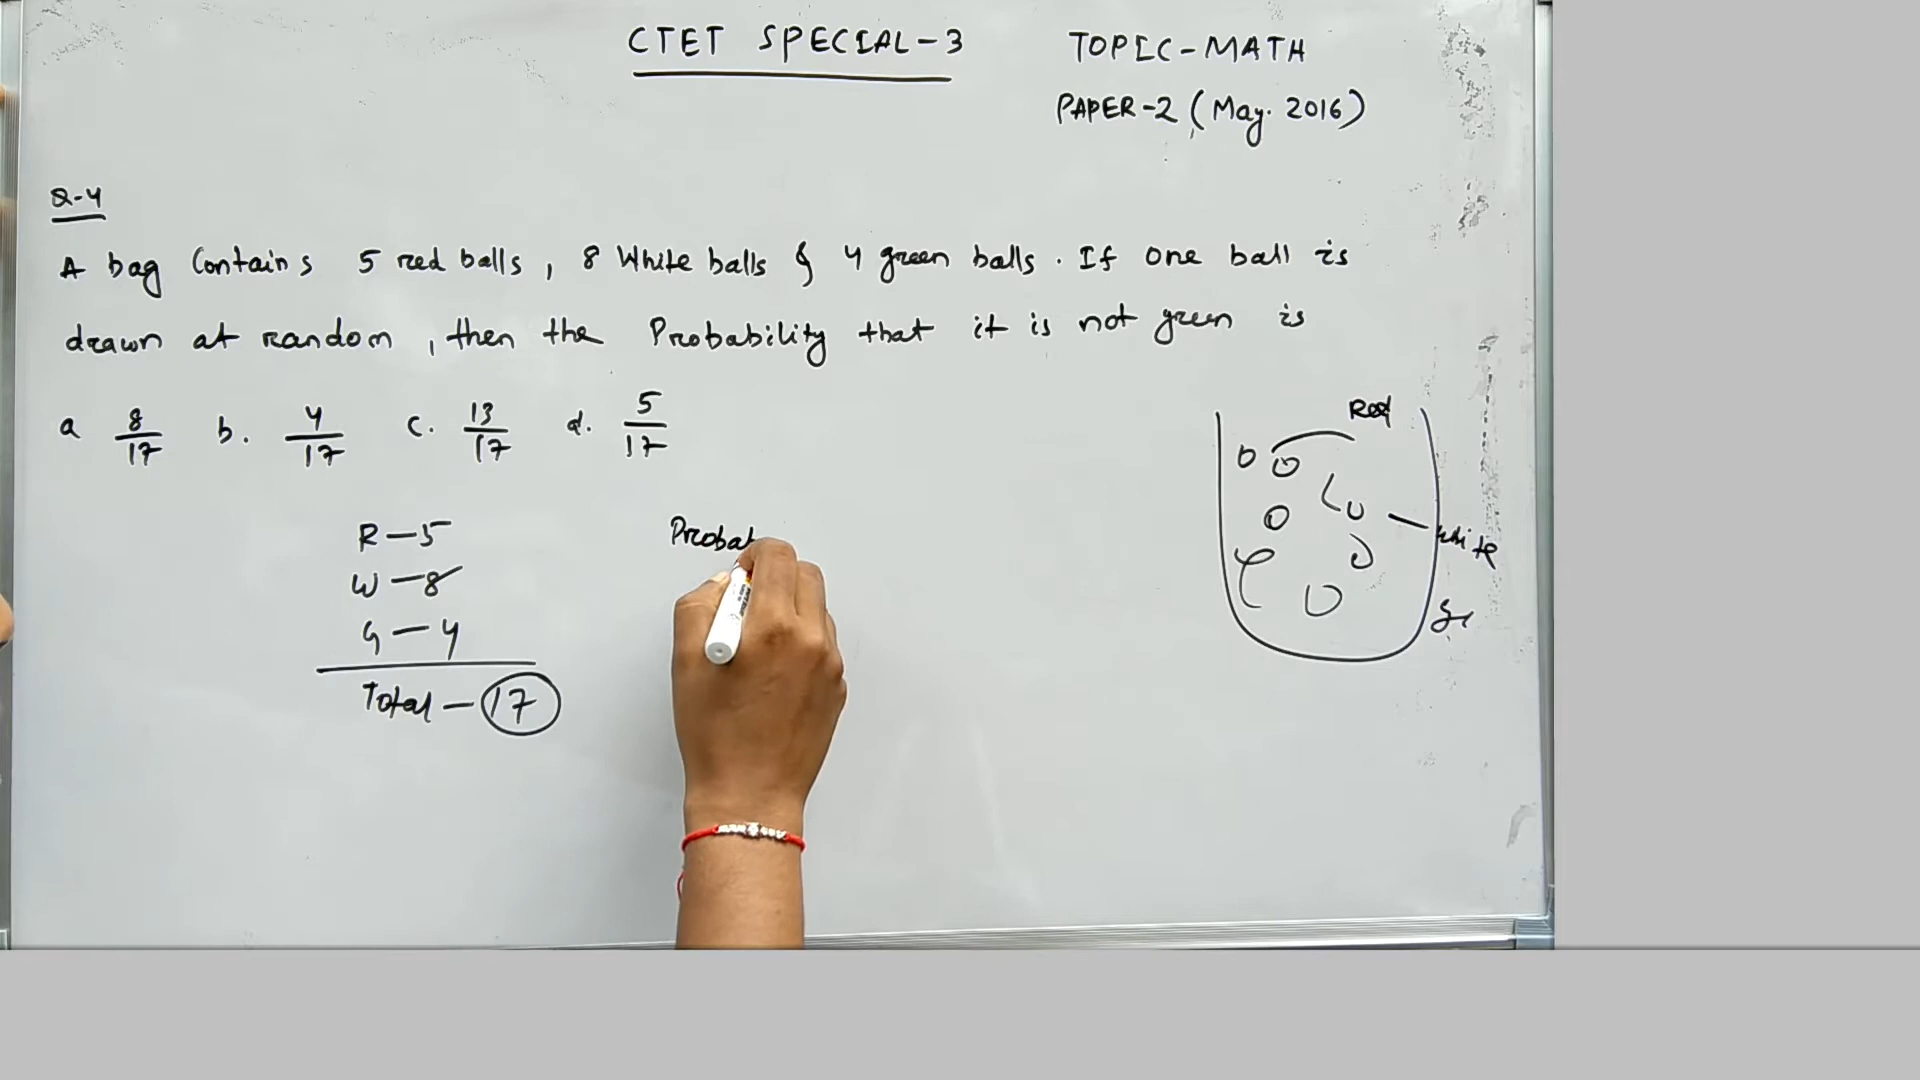 CTET SPECIAL-3
TOPIC-MATH
PAPER-2 (May. 2016)
Q-4
A bag Contains 5 red balls, 8 White balls & 4 green balls. If one ball is
drawn at random, then the Probability that it is not green is
a 8/17 b. 4/17 c. 13/17 d. 5/17
R-5
W-8
G-4
Total-17
Probab
Red
white
Gr